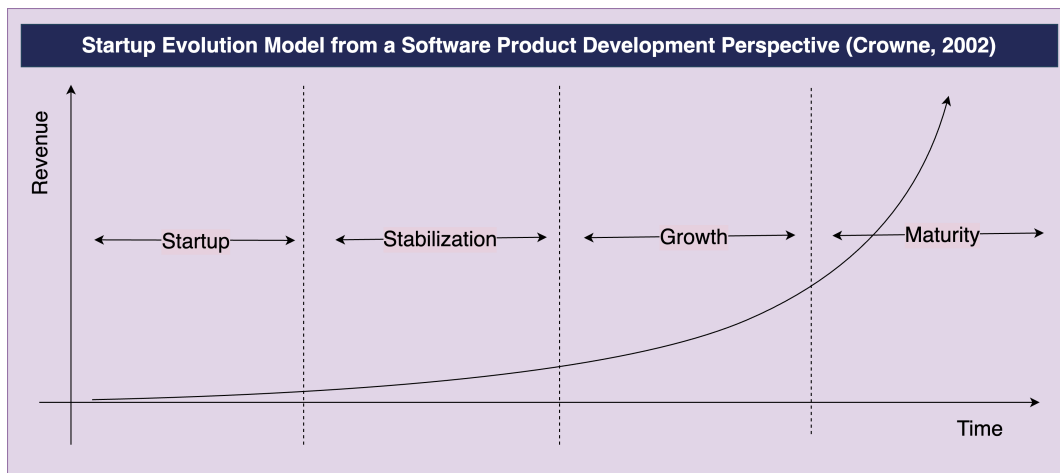 Startup Evolution Model from a Software Product Development Perspective (Crowne, 2002)
Revenue
Startup
Stabilization
Growth
Maturity
Time